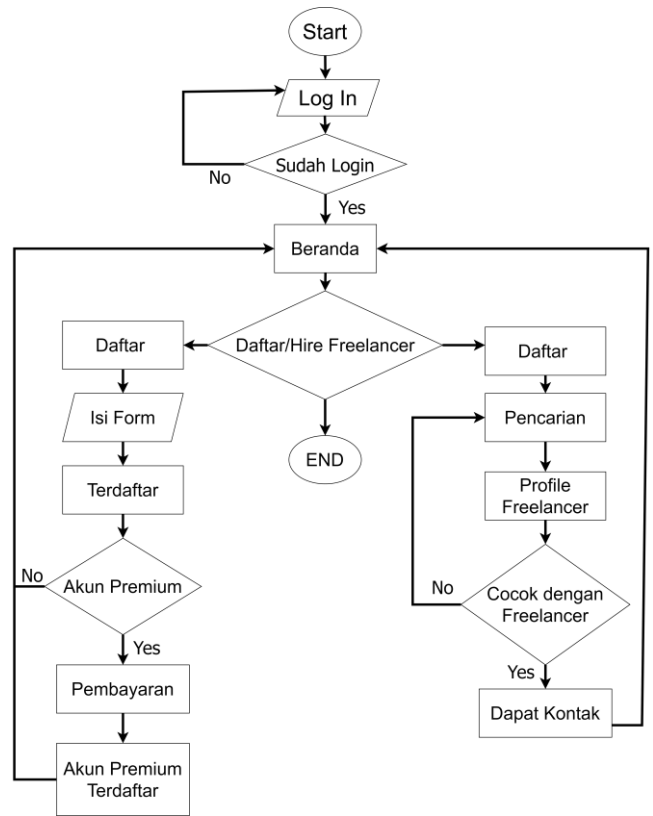 Start
Log In
Sudah Login
No
Yes
Beranda
Daftar/Hire Freelancer
END
Daftar
Isi Form
Terdaftar
Akun Premium
No
Yes
Pembayaran
Akun Premium
Terdaftar
Daftar
Pencarian
Profile
Freelancer
Cocok dengan
Freelancer
No
Yes
Dapat Kontak